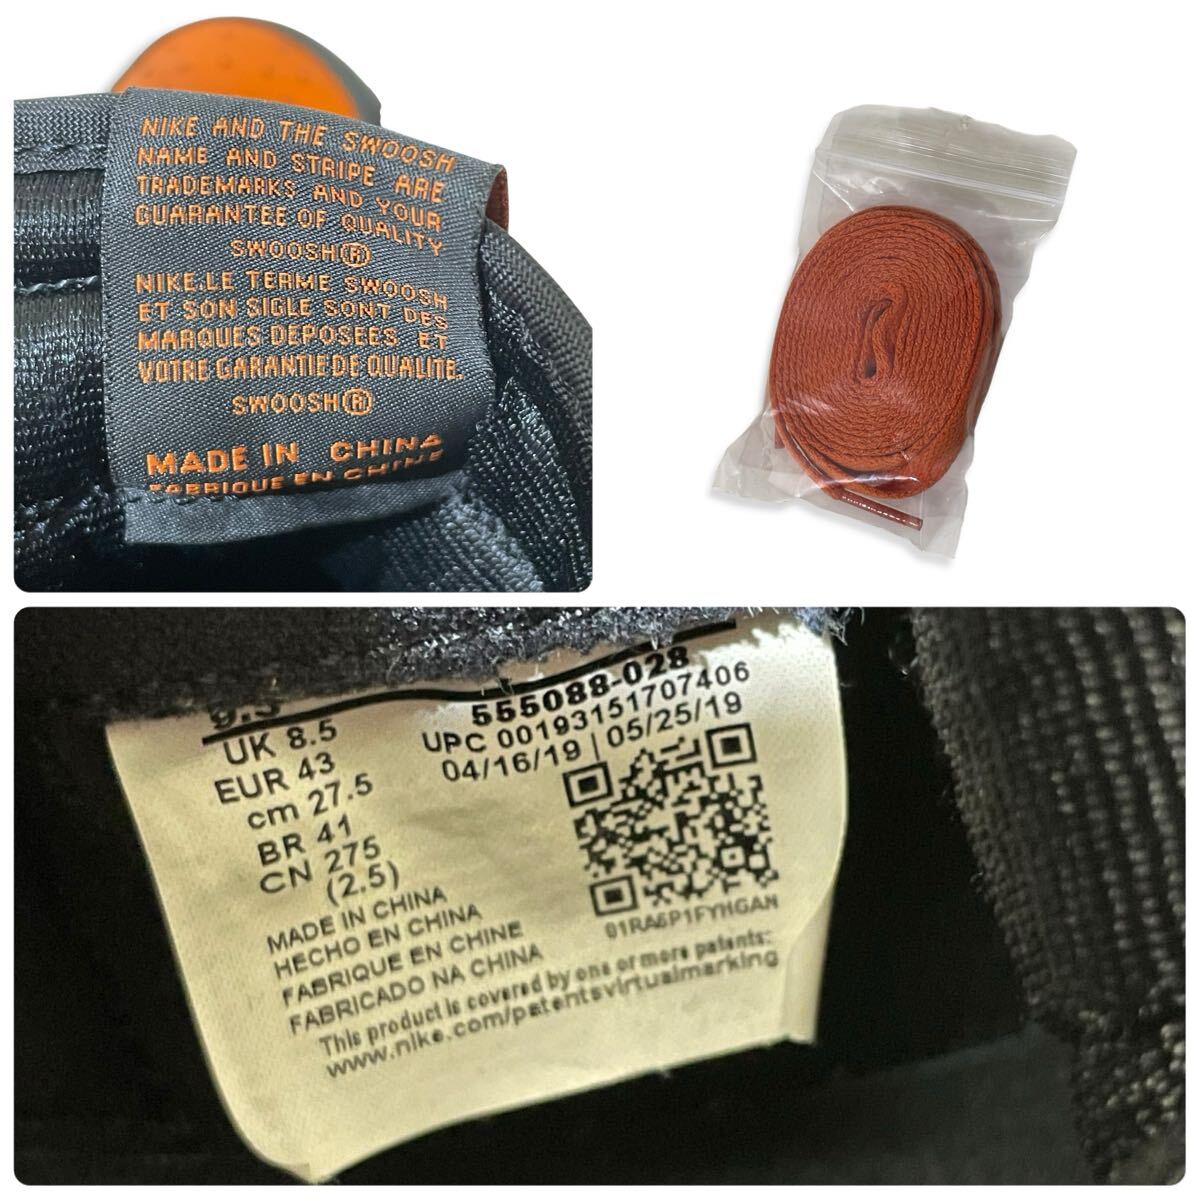 NIKE AND THE SWOOSH
NAME AND STRIPE ARE
TRADEMARKS AND YOUR
GUARANTEE OF QUALITY
SWOOSH®
NIKE.LE TERME SWOOSH
ET SON SIGLE SONT DES
MARQUES DEPOSEES ET
VOTRE GARANTIE DE QUALITE.
SWOOSH®
MADE IN CHINA
FABRIQUE EN CHINE
9.5
UK 8.5
EUR 43
cm 27.5
BR 41
CN 275
(2.5)
555088-028
UPC 00193151707406
04/16/19 | 05/25/19
01RA6P1FYHGAN
MADE IN CHINA
HECHO EN CHINA
FABRIQUE EN CHINE
FABRICADO NA CHINA
This product is covered by one or more patents:
www.nike.com/patentsvirtualmarking